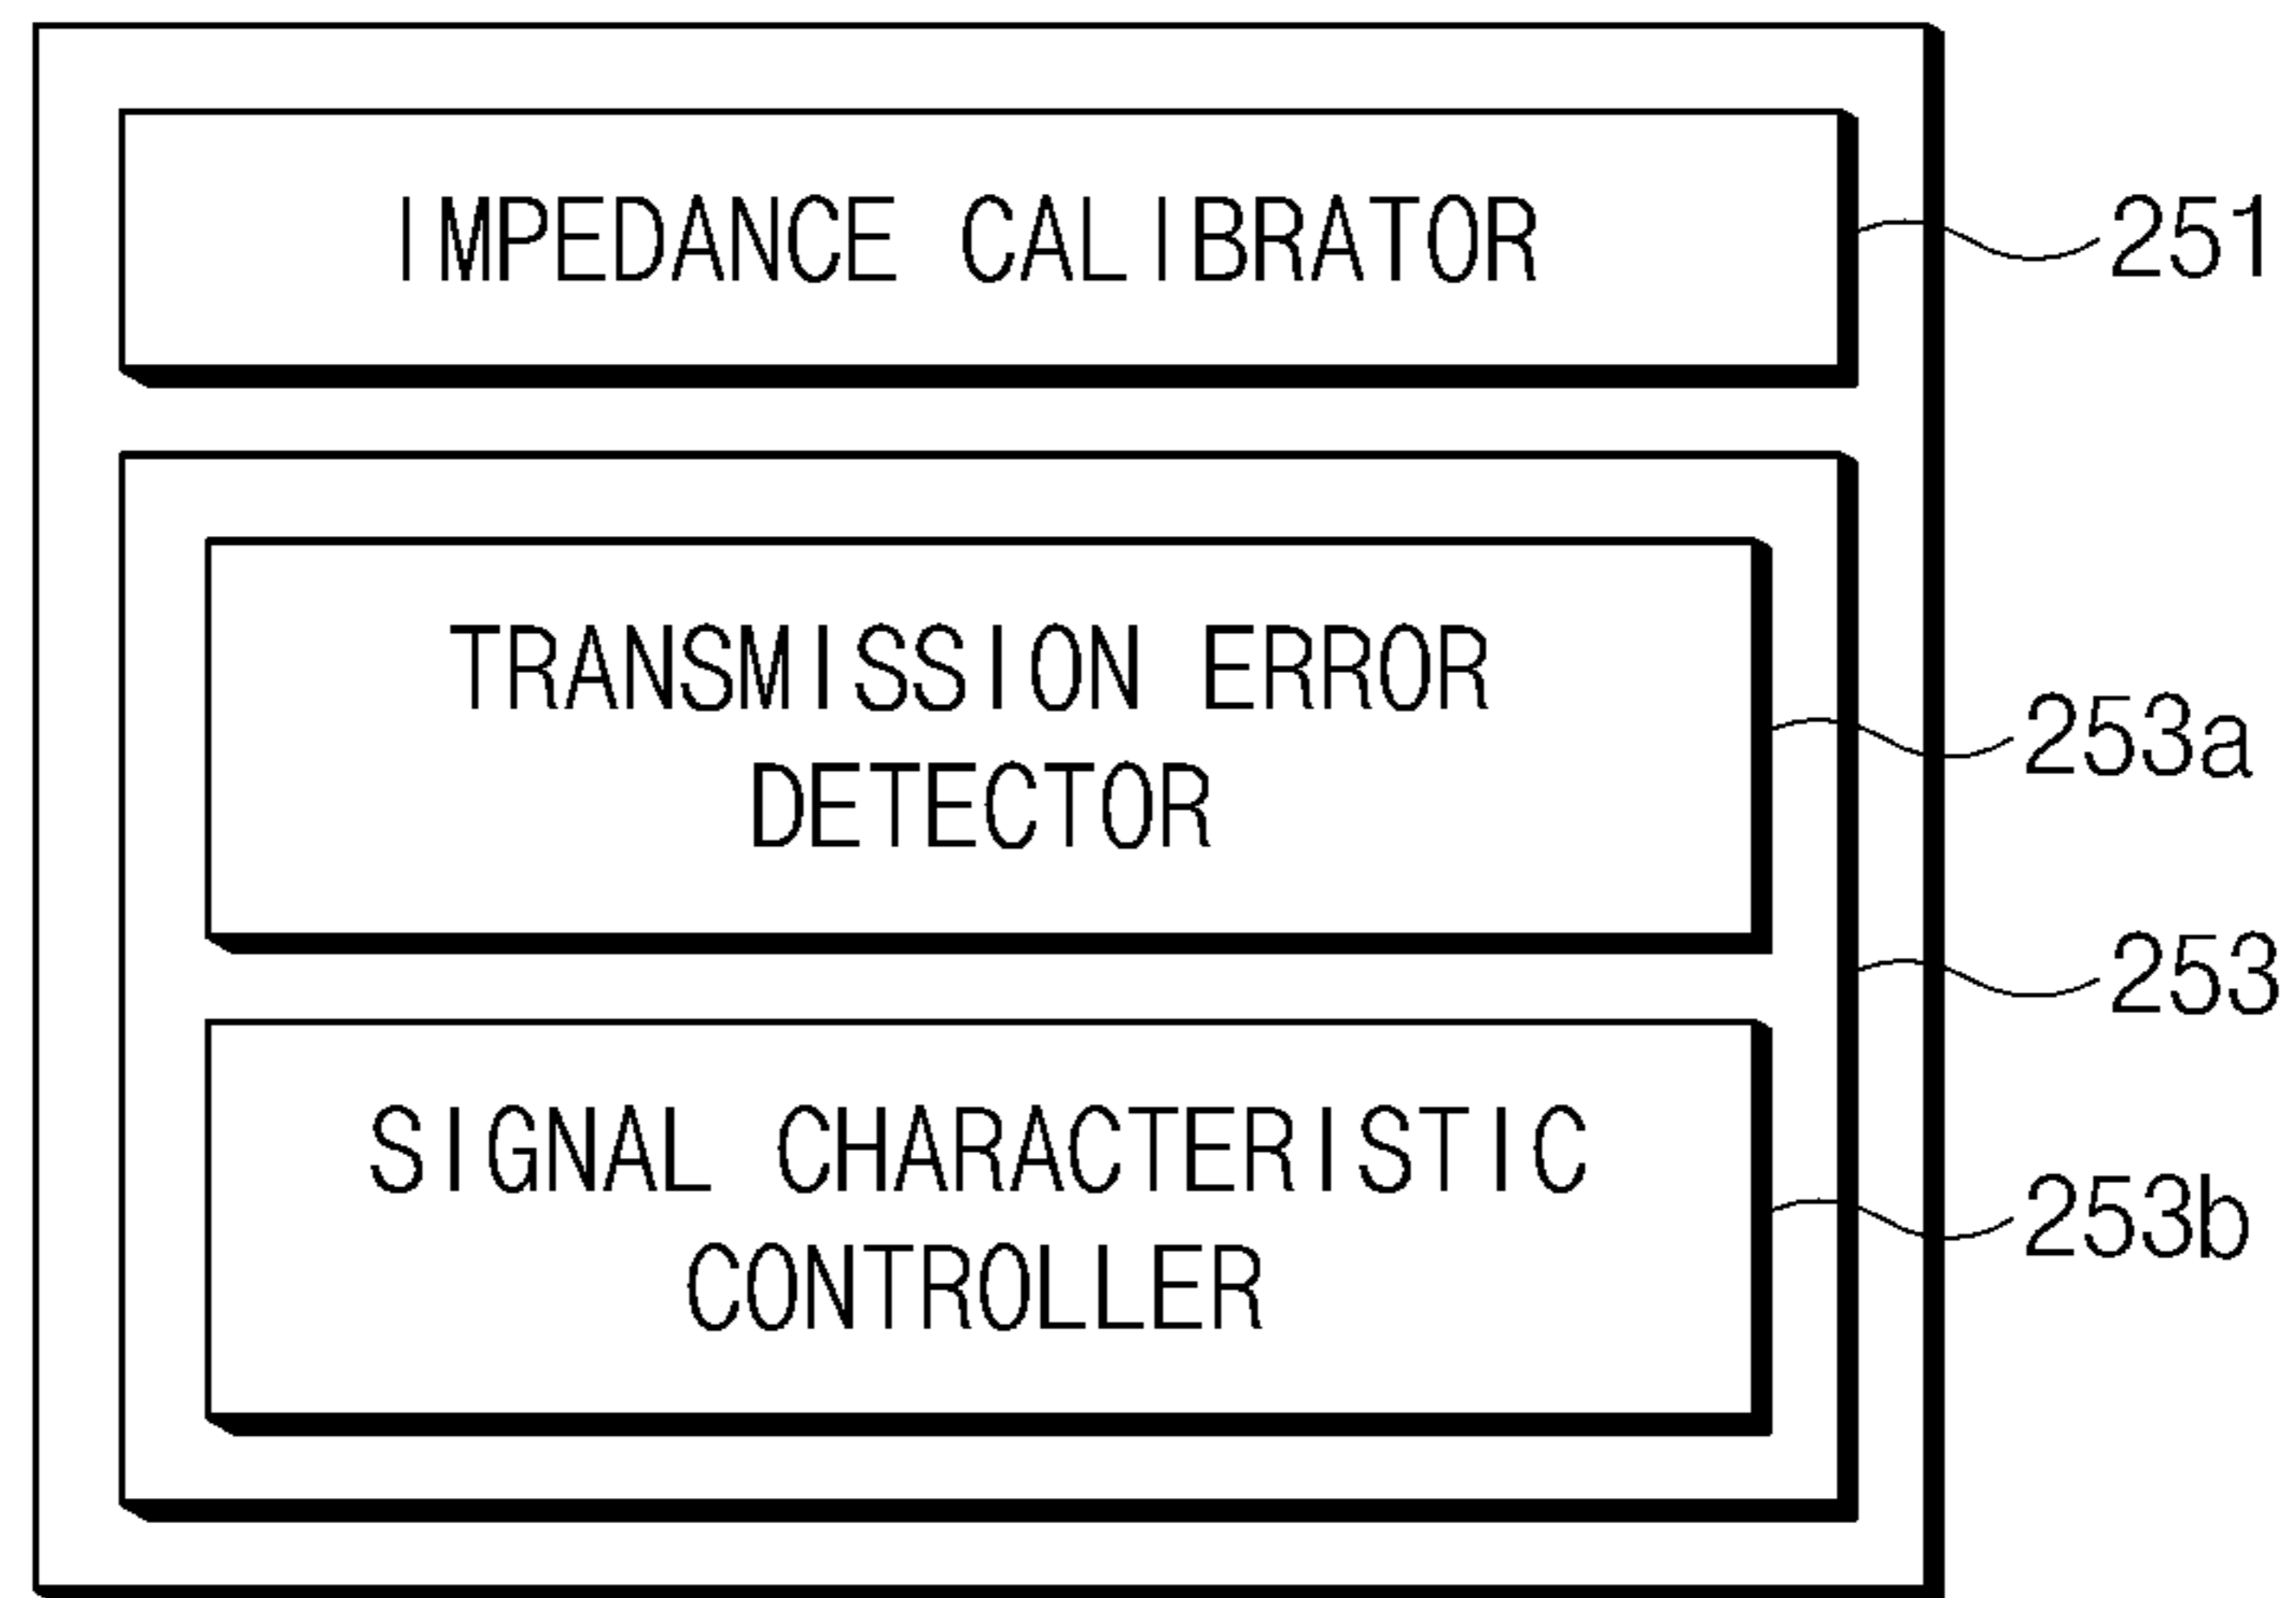 IMPEDANCE CALIBRATOR
251
TRANSMISSION ERROR
DETECTOR
253a
253
SIGNAL CHARACTERISTIC
CONTROLLER
253b